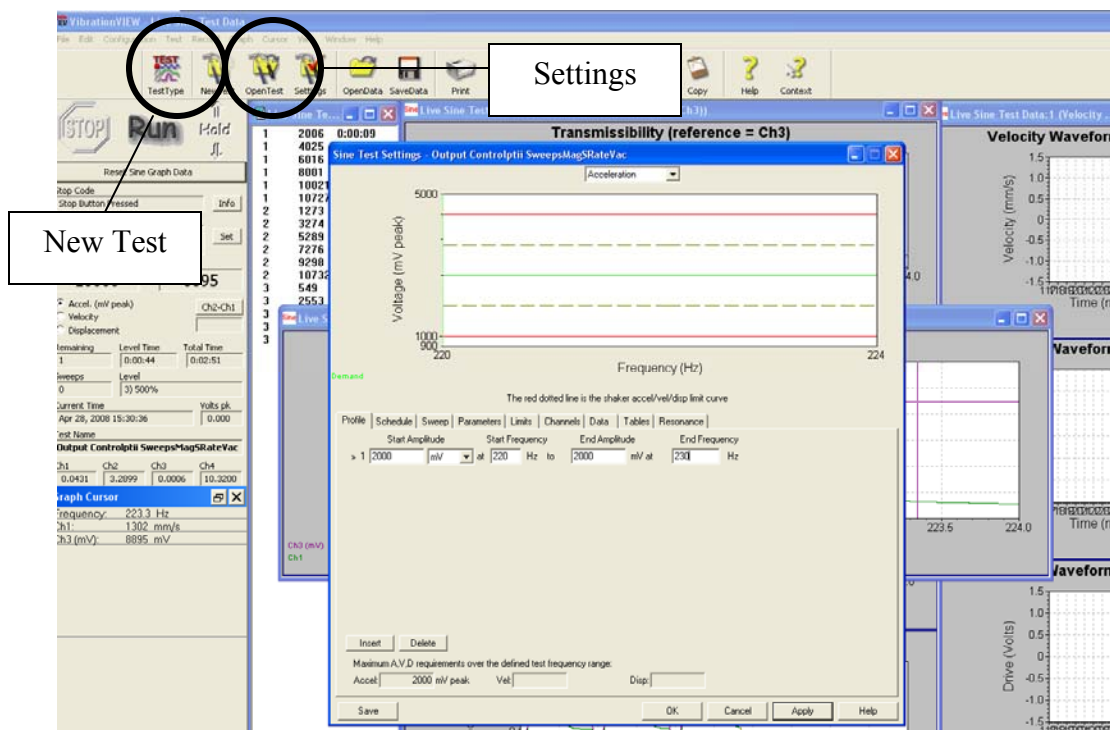 VibrationVIEW
Test Data
File Edit Test Cursor Window Help
TEST
TestType
OpenTest
Settings
OpenData
SaveData
Print
Copy
Help
Context
Settings
New Test
STOP
Run
Hold
Reset Sine Graph Data
Stop Code
Stop Button Pressed
Info
Set
Accel. (mV peak)
Velocity
Displacement
Ch2-Ch1
Remaining Level Time Total Time
1 0:00:44 0:02:51
Sweeps Level
0 3) 500%
Current Time Volts pk
Apr 28, 2008 15:30:36 0.000
Test Name
Output Controlptii SweepsMag5RateVac
Ch1 Ch2 Ch3 Ch4
0.0431 3.2099 0.0006 10.3200
Graph Cursor
Frequency: 223.3 Hz
Ch1: 1302 mm/s
Ch3 (mV): 8895 mV
1 2006 0:00:09
1 4025
1 6016
1 8001
1 10021
1 10727
2 1273
2 3274
2 5289
2 7276
2 9298
2 10732
3 549
3 2553
3
3
3
Transmissibility (reference = Ch3)
Sine Test Settings - Output Controlptii SweepsMag5RateVac
Acceleration
5000
Voltage (mV peak)
1000
900
220
224
Frequency (Hz)
Demand
The red dotted line is the shaker accel/vel/disp limit curve
Profile Schedule Sweep Parameters Limits Channels Data Tables Resonance
Start Amplitude Start Frequency End Amplitude End Frequency
> 1 2000 mV at 220 Hz to 2000 mV at 230 Hz
Insert Delete
Maximum A,V,D requirements over the defined test frequency range:
Accel: 2000 mV peak Vel: Disp:
Save OK Cancel Apply Help
Ch3 (mV)
Ch1
223.5
224.0
Live Sine Test Data:1 (Velocity
Velocity Waveform
Velocity (mm/s)
1.5
1.0
0.5
0
-0.5
-1.0
-1.5
Waveform
Time
Waveform
Drive (Volts)
1.5
1.0
0.5
0
-0.5
-1.0
-1.5